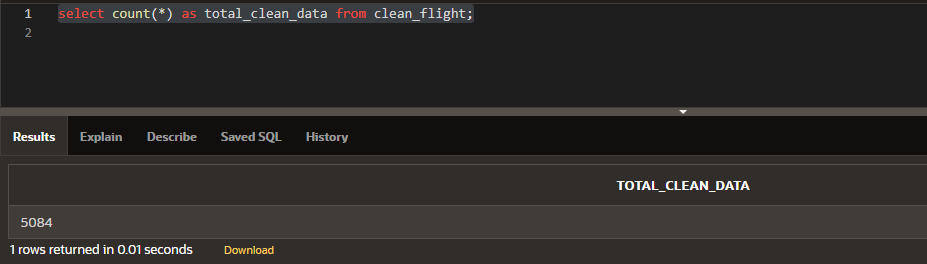 1 select count(*) as total_clean_data from clean_flight;
2
Results Explain Describe Saved SQL History
TOTAL_CLEAN_DATA
5084
1 rows returned in 0.01 seconds Download